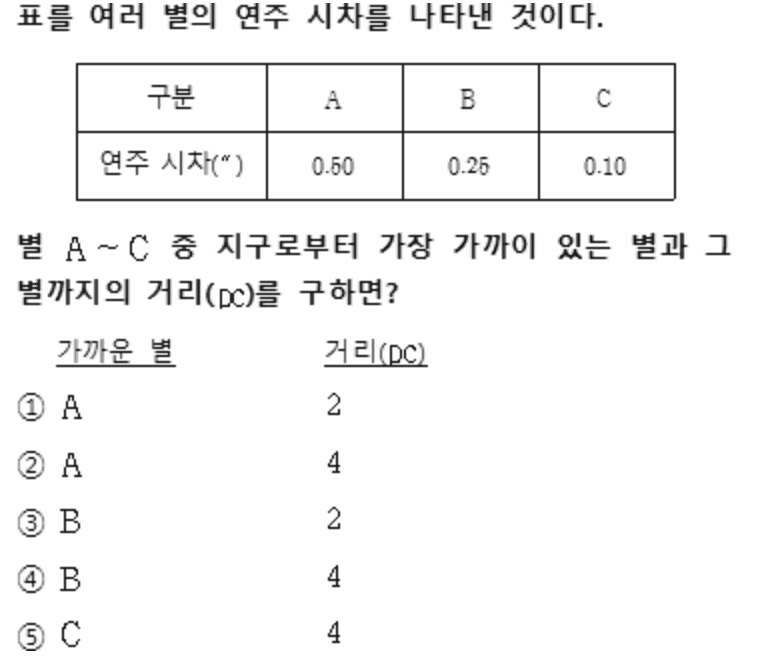 표를 여러 별의 연주 시차를 나타낸 것이다.
구분 A B C
연주 시차(″) 0.50 0.25 0.10
별 A ~ C 중 지구로부터 가장 가까이 있는 별과 그
별까지의 거리(pc)를 구하면?
가까운 별 거리(pc)
① A 2
② A 4
③ B 2
④ B 4
⑤ C 4